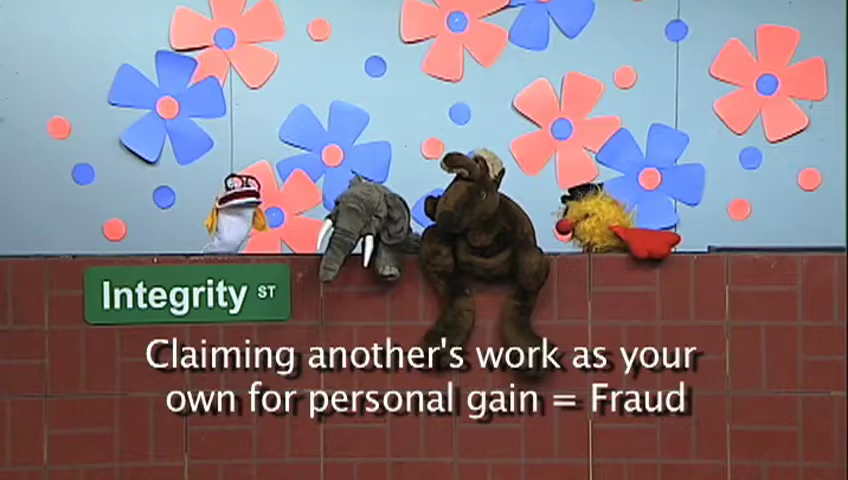 Integrity ST
Claiming another's work as your
own for personal gain = Fraud